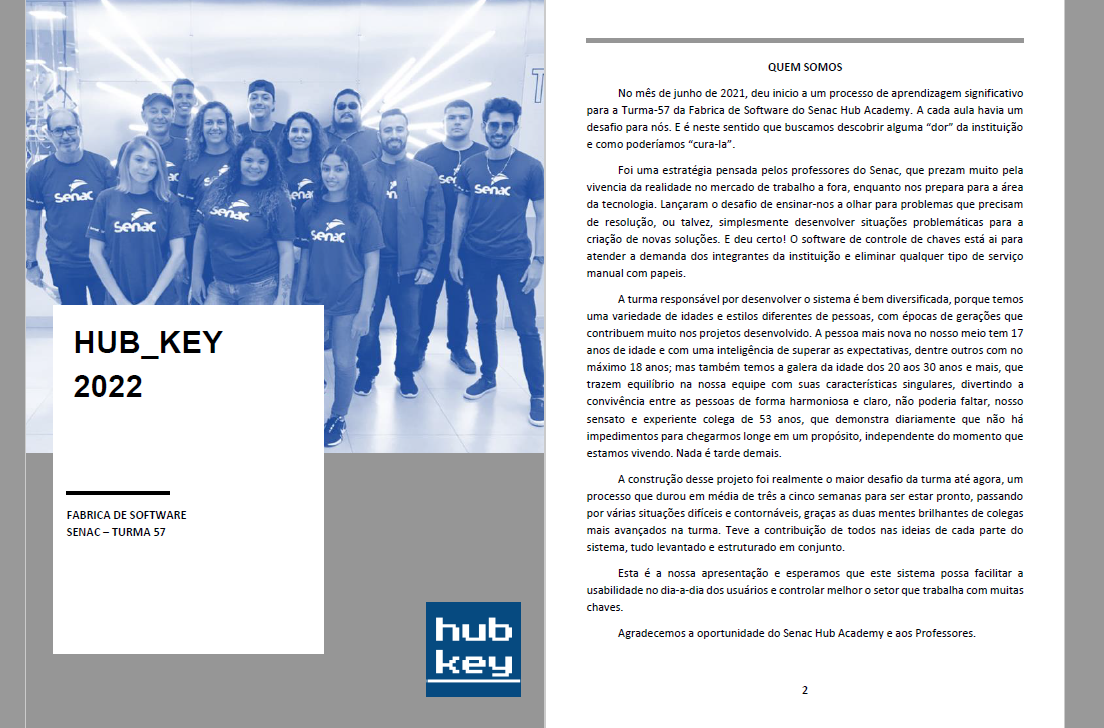 Senac
Senac
Senac
Senac
Senac
T
HUB_KEY
2022
FABRICA DE SOFTWARE
SENAC – TURMA 57
hub
key
QUEM SOMOS
No mês de junho de 2021, deu inicio a um processo de aprendizagem significativo
para a Turma-57 da Fabrica de Software do Senac Hub Academy. A cada aula havia um
desafio para nós. E é neste sentido que buscamos descobrir alguma “dor” da instituição
e como poderíamos “cura-la”.
Foi uma estratégia pensada pelos professores do Senac, que prezam muito pela
vivencia da realidade no mercado de trabalho a fora, enquanto nos prepara para a área
da tecnologia. Lançaram o desafio de ensinar-nos a olhar para problemas que precisam
de resolução, ou talvez, simplesmente desenvolver situações problemáticas para a
criação de novas soluções. E deu certo! O software de controle de chaves está ai para
atender a demanda dos integrantes da instituição e eliminar qualquer tipo de serviço
manual com papeis.
A turma responsável por desenvolver o sistema é bem diversificada, porque temos
uma variedade de idades e estilos diferentes de pessoas, com épocas de gerações que
contribuem muito nos projetos desenvolvido. A pessoa mais nova no nosso meio tem 17
anos de idade e com uma inteligência de superar as expectativas, dentre outros com no
máximo 18 anos; mas também temos a galera da idade dos 20 aos 30 anos e mais, que
trazem equilíbrio na nossa equipe com suas características singulares, divertindo a
convivência entre as pessoas de forma harmoniosa e claro, não poderia faltar, nosso
sensato e experiente colega de 53 anos, que demonstra diariamente que não há
impedimentos para chegarmos longe em um propósito, independente do momento que
estamos vivendo. Nada é tarde demais.
A construção desse projeto foi realmente o maior desafio da turma até agora, um
processo que durou em média de três a cinco semanas para ser estar pronto, passando
por várias situações difíceis e contornáveis, graças as duas mentes brilhantes de colegas
mais avançados na turma. Teve a contribuição de todos nas ideias de cada parte do
sistema, tudo levantado e estruturado em conjunto.
Esta é a nossa apresentação e esperamos que este sistema possa facilitar a
usabilidade no dia-a-dia dos usuários e controlar melhor o setor que trabalha com muitas
chaves.
Agradecemos a oportunidade do Senac Hub Academy e aos Professores.
2